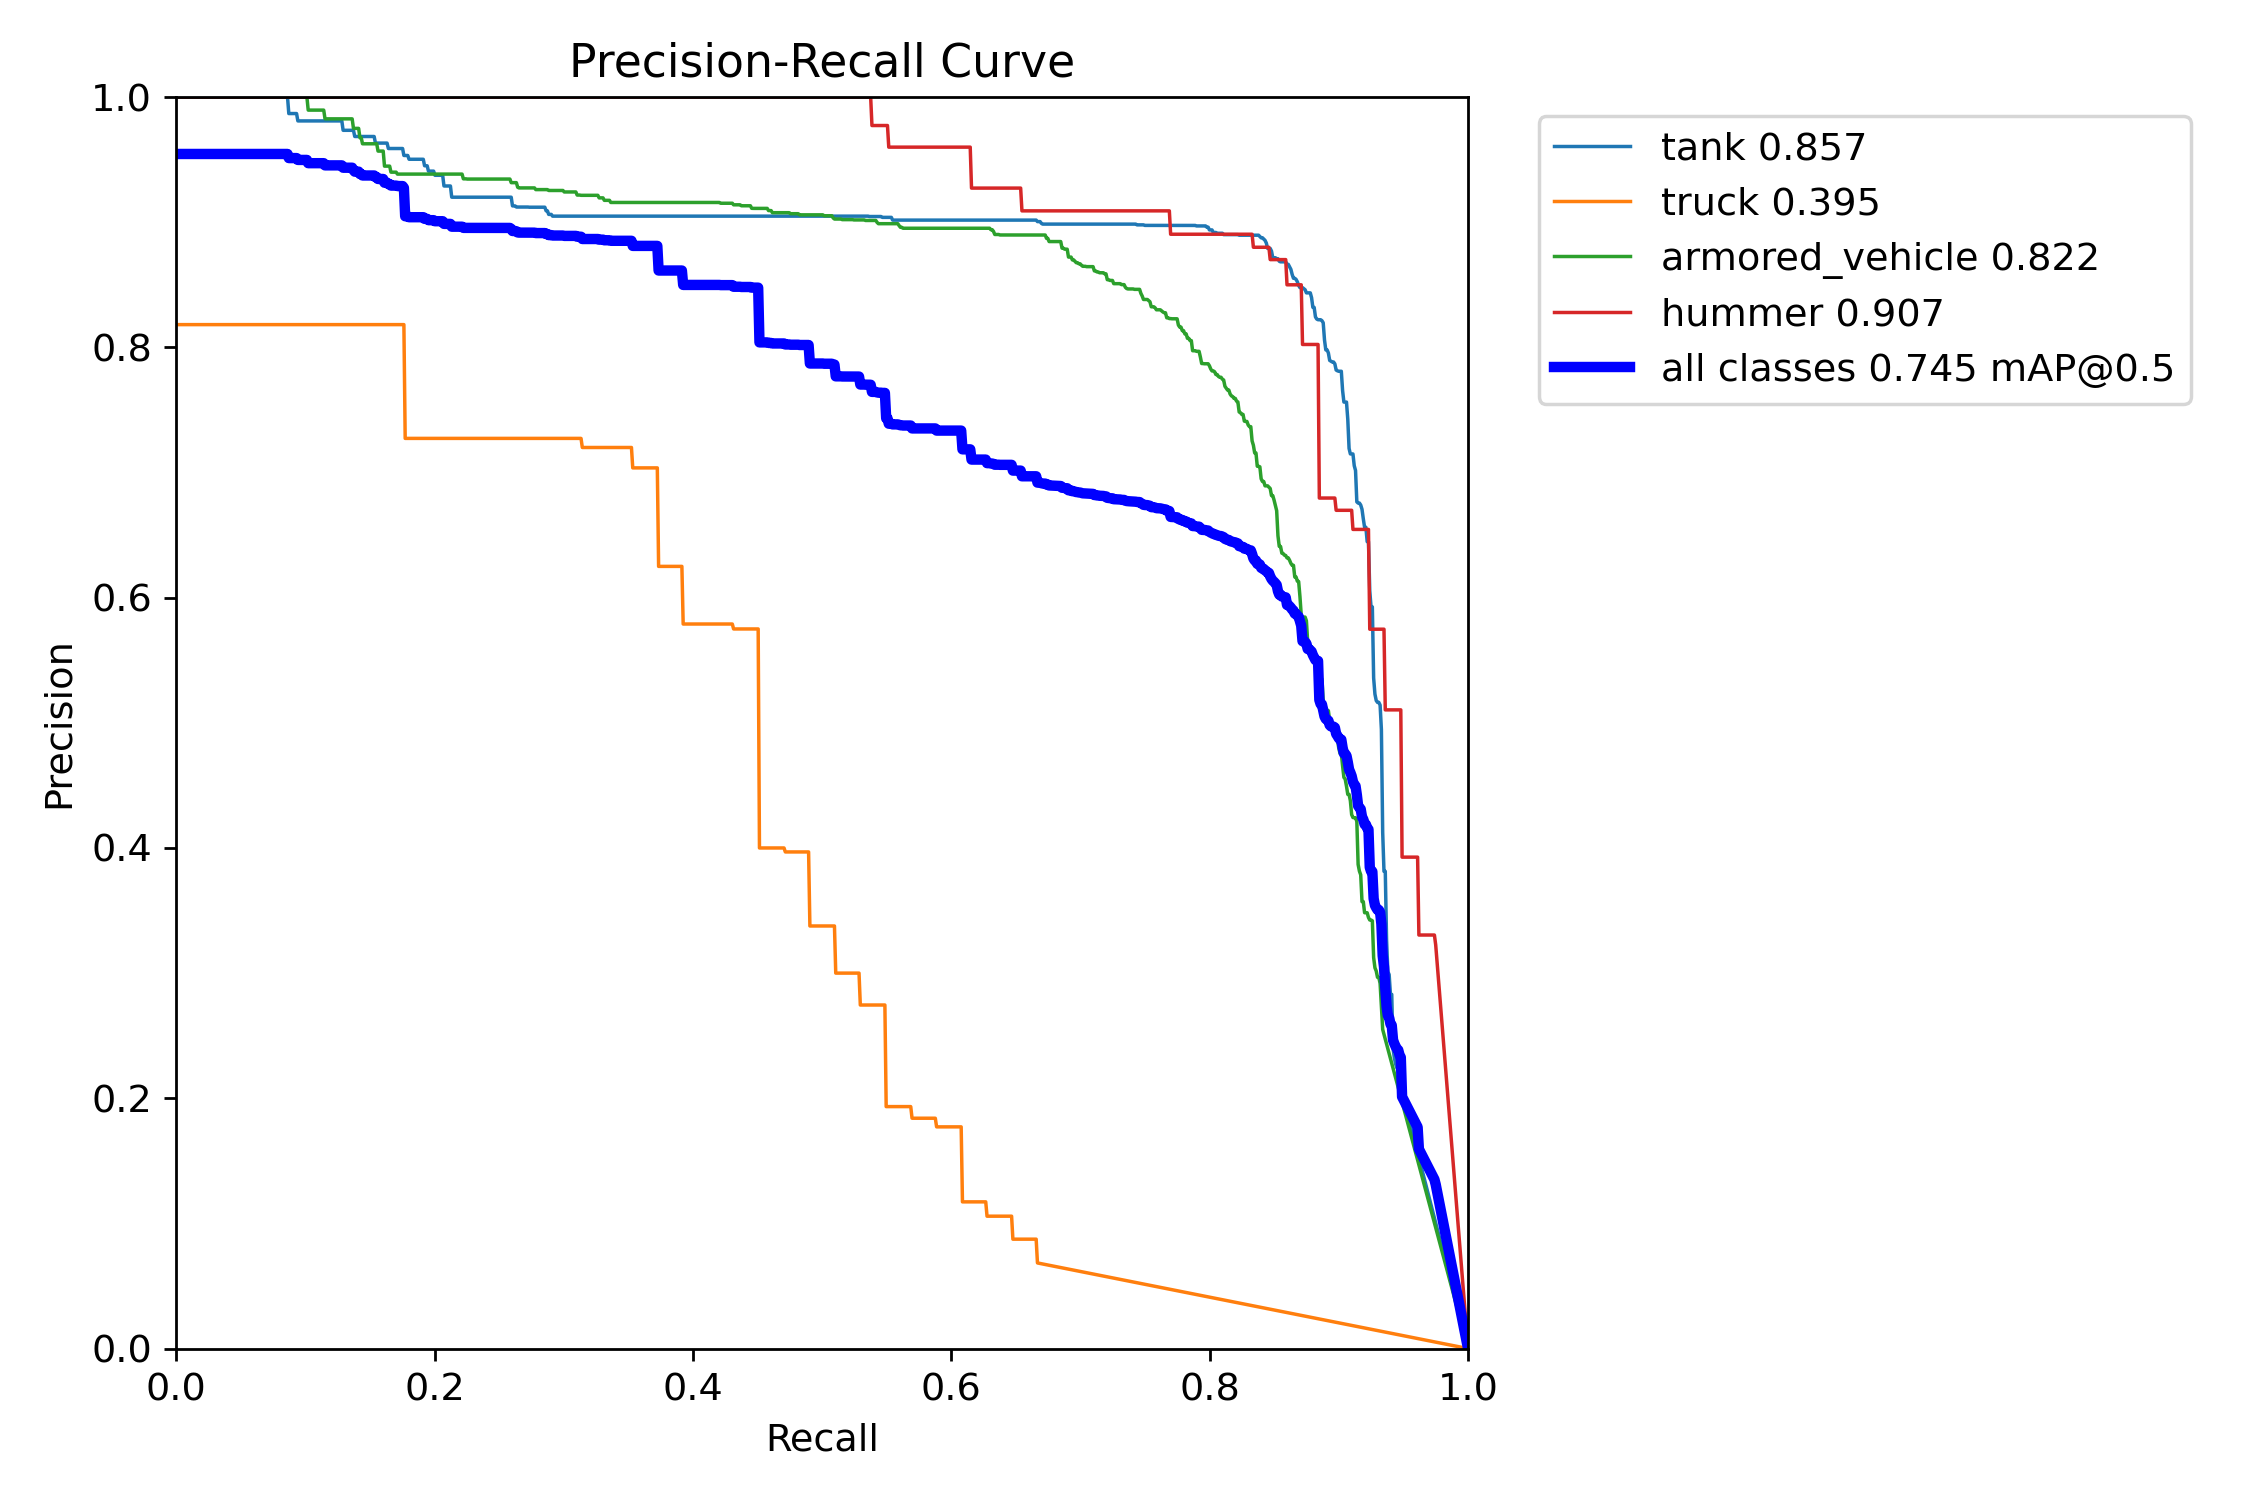 Precision-Recall Curve
1.0
0.8
0.6
0.4
0.2
0.0
Precision
0.0 0.2 0.4 0.6 0.8 1.0
Recall
tank 0.857
truck 0.395
armored_vehicle 0.822
hummer 0.907
all classes 0.745 mAP@0.5